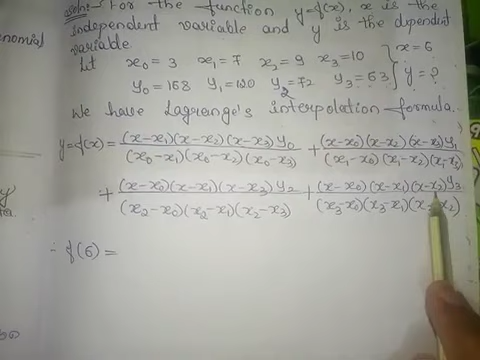 Soln: For the function y=f(x), x is the
independent variable and y is the dependent
variable
Let x₀ = 3 x₁ = 7 x₂ = 9 x₃ = 10 } x = 6
y₀ = 168 y₁ = 120 y₂ = 72 y₃ = 63 } y = ?
We have Lagrange's interpolation formula.
y = f(x) = (x-x₁)(x-x₂)(x-x₃)y₀ / (x₀-x₁)(x₀-x₂)(x₀-x₃) + (x-x₀)(x-x₂)(x-x₃)y₁ / (x₁-x₀)(x₁-x₂)(x₁-x₃)
+ (x-x₀)(x-x₁)(x-x₃)y₂ / (x₂-x₀)(x₂-x₁)(x₂-x₃) + (x-x₀)(x-x₁)(x-x₂)y₃ / (x₃-x₀)(x₃-x₁)(x₃-x₂)
∴ f(6) =